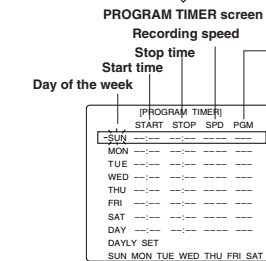 PROGRAM TIMER screen
Recording speed
Stop time
Start time
Day of the week
[PROGRAM TIMER]
START STOP SPD PGM
SUN --:-- --:-- ---- ---
MON --:-- --:-- ---- ---
TUE --:-- --:-- ---- ---
WED --:-- --:-- ---- ---
THU --:-- --:-- ---- ---
FRI --:-- --:-- ---- ---
SAT --:-- --:-- ---- ---
DAY --:-- --:-- ---- ---
DAYLY SET
SUN MON TUE WED THU FRI SAT